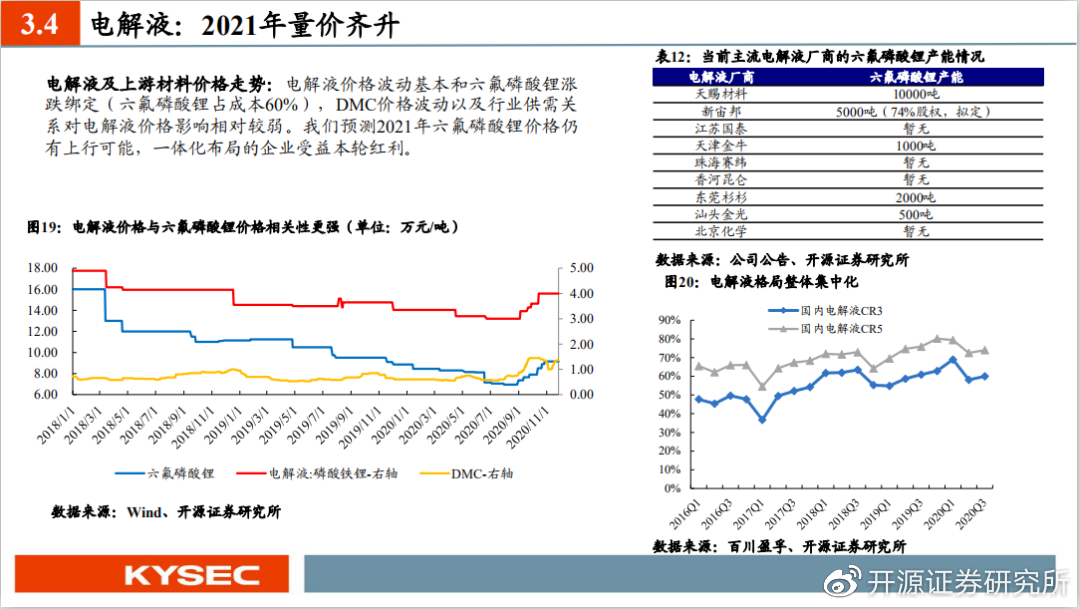 3.4
电解液：2021年量价齐升
电解液及上游材料价格走势：电解液价格波动基本和六氟磷酸锂涨
跌绑定（六氟磷酸锂占成本60%），DMC价格波动以及行业供需关
系对电解液价格影响相对较弱。我们预测2021年六氟磷酸锂价格仍
有上行可能，一体化布局的企业受益本轮红利。
图19：电解液价格与六氟磷酸锂价格相关性更强（单位：万元/吨）
18.00
16.00
14.00
12.00
10.00
8.00
6.00
5.00
4.00
3.00
2.00
1.00
0.00
2018/1/1
2018/3/1
2018/5/1
2018/7/1
2018/9/1
2018/11/1
2019/1/1
2019/3/1
2019/5/1
2019/7/1
2019/9/1
2019/11/1
2020/1/1
2020/3/1
2020/5/1
2020/7/1
2020/9/1
2020/11/1
六氟磷酸锂
电解液:磷酸铁锂-右轴
DMC-右轴
数据来源：Wind、开源证券研究所
表12：当前主流电解液厂商的六氟磷酸锂产能情况
电解液厂商 六氟磷酸锂产能
天赐材料 10000吨
新宙邦 5000吨（74%股权，拟定）
江苏国泰 暂无
天津金牛 1000吨
珠海赛纬 暂无
香河昆仑 暂无
东莞杉杉 2000吨
汕头金光 500吨
北京化学 暂无
数据来源：公司公告、开源证券研究所
图20：电解液格局整体集中化
国内电解液CR3
国内电解液CR5
90%
80%
70%
60%
50%
40%
30%
20%
10%
0%
2016Q1
2016Q3
2017Q1
2017Q3
2018Q1
2018Q3
2019Q1
2019Q3
2020Q1
2020Q3
数据来源：百川盈孚、开源证券研究所
KYSEC
开源证券研究所